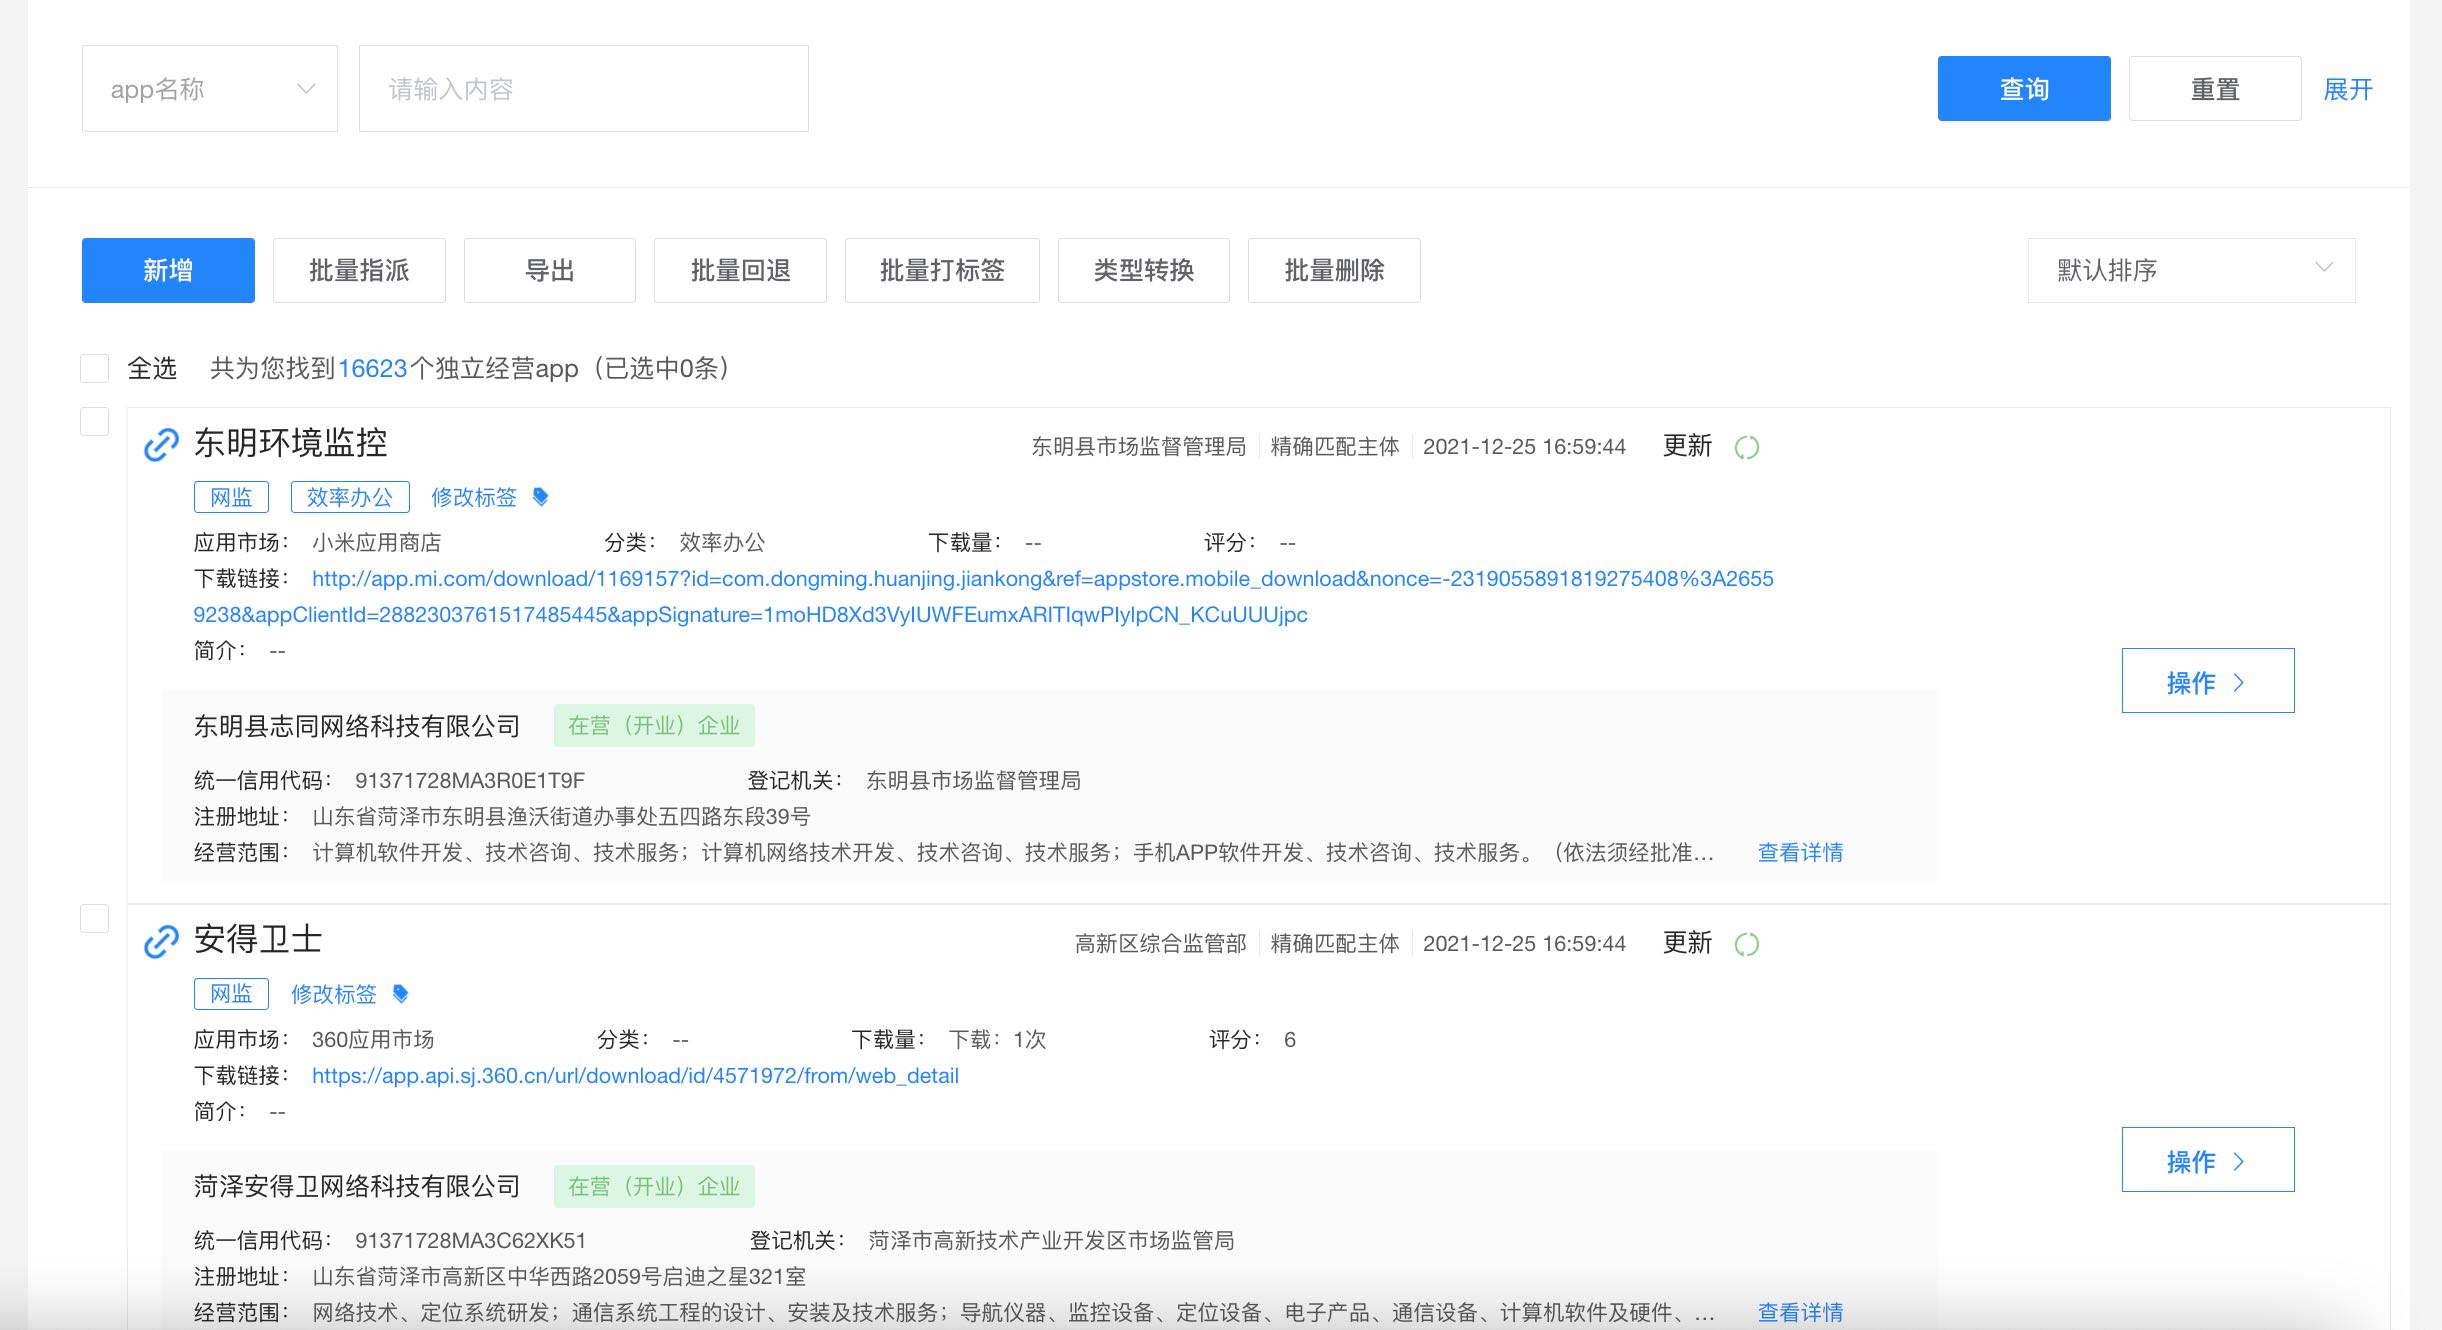 app名称 请输入内容 查询 重置 展开
新增 批量指派 导出 批量回退 批量打标签 类型转换 批量删除 默认排序
全选 共为您找到16623个独立经营app（已选中0条）
东明环境监控 东明县市场监督管理局 精确匹配主体 2021-12-25 16:59:44 更新
网监 效率办公 修改标签
应用市场： 小米应用商店 分类： 效率办公 下载量： -- 评分： --
下载链接： http://app.mi.com/download/1169157?id=com.dongming.huanjing.jiankong&ref=appstore.mobile_download&nonce=-2319055891819275408%3A2655
9238&appClientId=2882303761517485445&appSignature=1moHD8Xd3VyIUWFEumxARITIqwPIyIpCN_KCuUUUjpc
简介： --
操作
东明县志同网络科技有限公司 在营（开业）企业
统一信用代码： 91371728MA3R0E1T9F 登记机关： 东明县市场监督管理局
注册地址： 山东省菏泽市东明县渔沃街道办事处五四路东段39号
经营范围： 计算机软件开发、技术咨询、技术服务；计算机网络技术开发、技术咨询、技术服务；手机APP软件开发、技术咨询、技术服务。（依法须经批准... 查看详情
安得卫士 高新区综合监管部 精确匹配主体 2021-12-25 16:59:44 更新
网监 修改标签
应用市场： 360应用市场 分类： -- 下载量： 下载：1次 评分： 6
下载链接： https://app.api.sj.360.cn/url/download/id/4571972/from/web_detail
简介： --
操作
菏泽安得卫网络科技有限公司 在营（开业）企业
统一信用代码： 91371728MA3C62XK51 登记机关： 菏泽市高新技术产业开发区市场监管局
注册地址： 山东省菏泽市高新区中华西路2059号启迪之星321室
经营范围： 网络技术、定位系统研发；通信系统工程的设计、安装及技术服务；导航仪器、监控设备、定位设备、电子产品、通信设备、计算机软件及硬件、... 查看详情